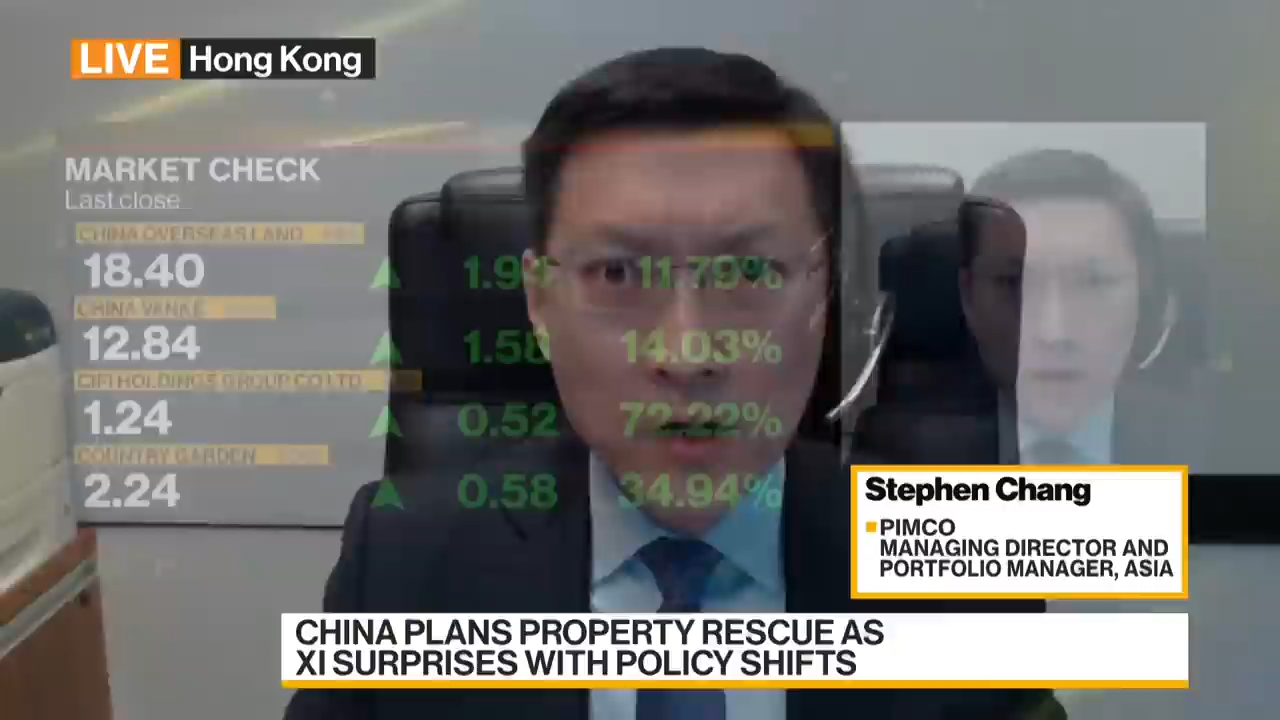 LIVE Hong Kong
MARKET CHECK
Last close
CHINA OVERSEAS LAND
18.40 1.94 11.79%
CHINA VANKE
12.84 1.58 14.03%
CIFI HOLDINGS GROUP CO LTD
1.24 0.52 72.22%
COUNTRY GARDEN
2.24 0.58 34.94%
Stephen Chang
PIMCO
MANAGING DIRECTOR AND
PORTFOLIO MANAGER, ASIA
CHINA PLANS PROPERTY RESCUE AS
XI SURPRISES WITH POLICY SHIFTS